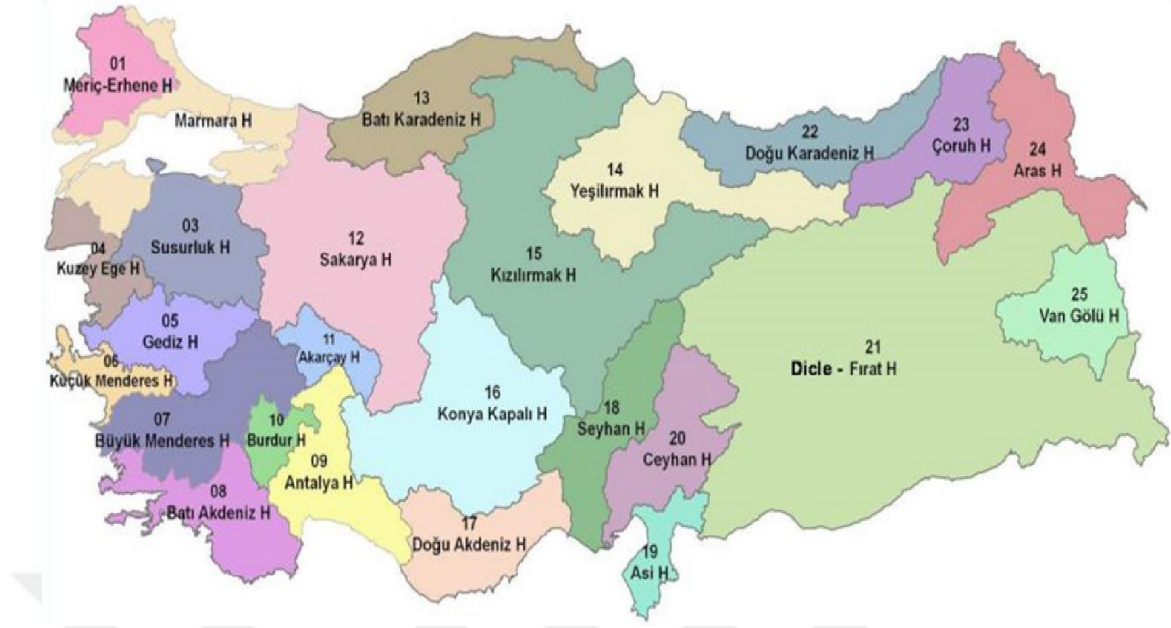 01
Meriç-Erhene H
Marmara H
03
Susurluk H
04
Kuzey Ege H
05
Gediz H
06
Küçük Menderes H
07
Büyük Menderes H
08
Batı Akdeniz H
09
Antalya H
10
Burdur H
11
Akarçay H
12
Sakarya H
13
Batı Karadeniz H
14
Yeşilırmak H
15
Kızılırmak H
16
Konya Kapalı H
17
Doğu Akdeniz H
18
Seyhan H
19
Asi H
20
Ceyhan H
21
Dicle - Fırat H
22
Doğu Karadeniz H
23
Çoruh H
24
Aras H
25
Van Gölü H